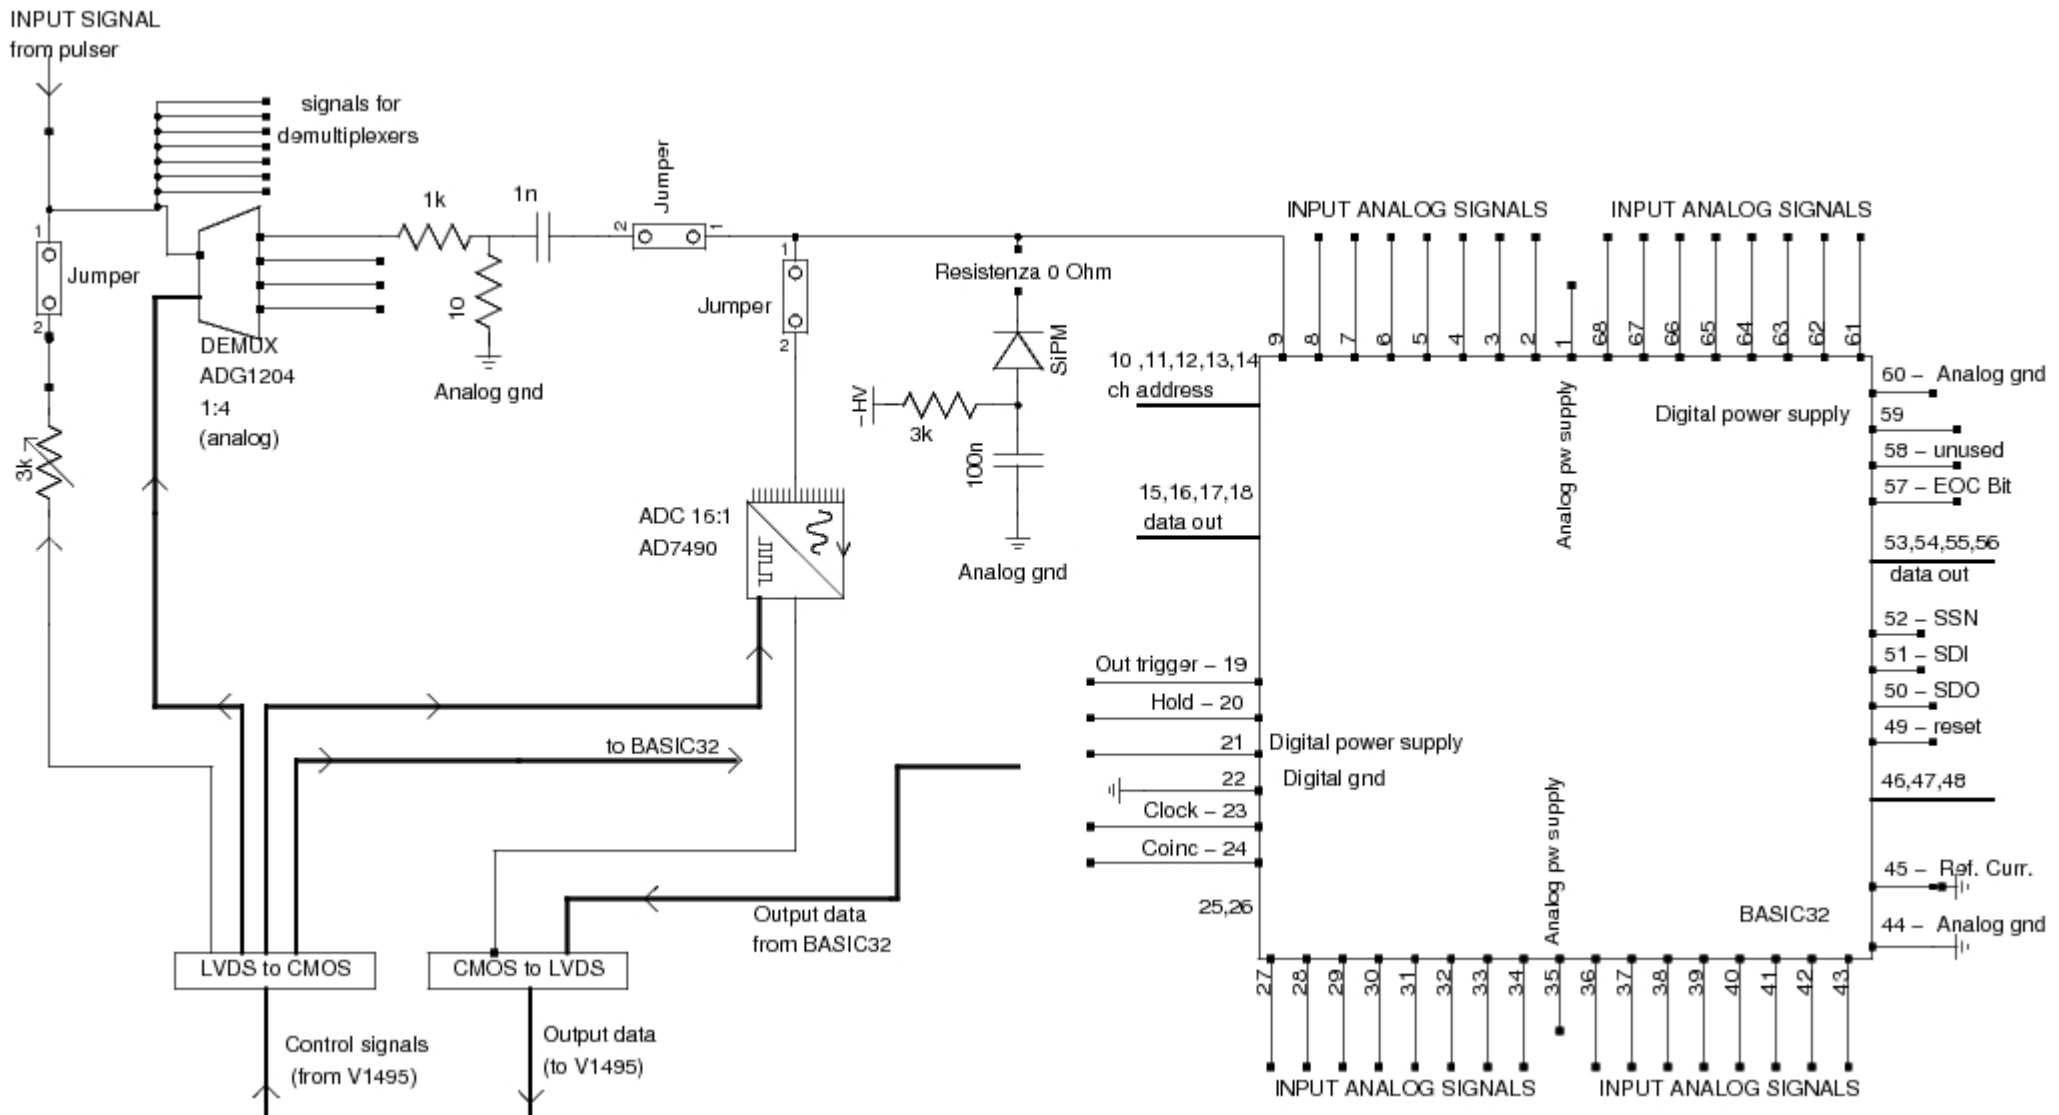 INPUT SIGNAL
from pulser
signals for
demultiplexers
1
Jumper
2
3k
DEMUX
ADG1204
1:4
(analog)
1k
10
Analog gnd
1n
2
Jumper
1
1
Jumper
2
ADC 16:1
AD7490
Resistenza 0 Ohm
SiPM
-HV
3k
100n
Analog gnd
to BASIC32
Output data
from BASIC32
LVDS to CMOS
CMOS to LVDS
Control signals
(from V1495)
Output data
(to V1495)
INPUT ANALOG SIGNALS
INPUT ANALOG SIGNALS
9 8 7 6 5 4 3 2 1 68 67 66 65 64 63 62 61
10 ,11,12,13,14
ch address
15,16,17,18
data out
Out trigger – 19
Hold – 20
21 Digital power supply
22 Digital gnd
Clock – 23
Coinc – 24
25,26
Analog pw supply
Analog pw supply
BASIC32
60 – Analog gnd
Digital power supply 59
58 – unused
57 – EOC Bit
53,54,55,56
data out
52 – SSN
51 – SDI
50 – SDO
49 – reset
46,47,48
45 – Ref. Curr.
44 – Analog gnd
27 28 29 30 31 32 33 34 35 36 37 38 39 40 41 42 43
INPUT ANALOG SIGNALS
INPUT ANALOG SIGNALS